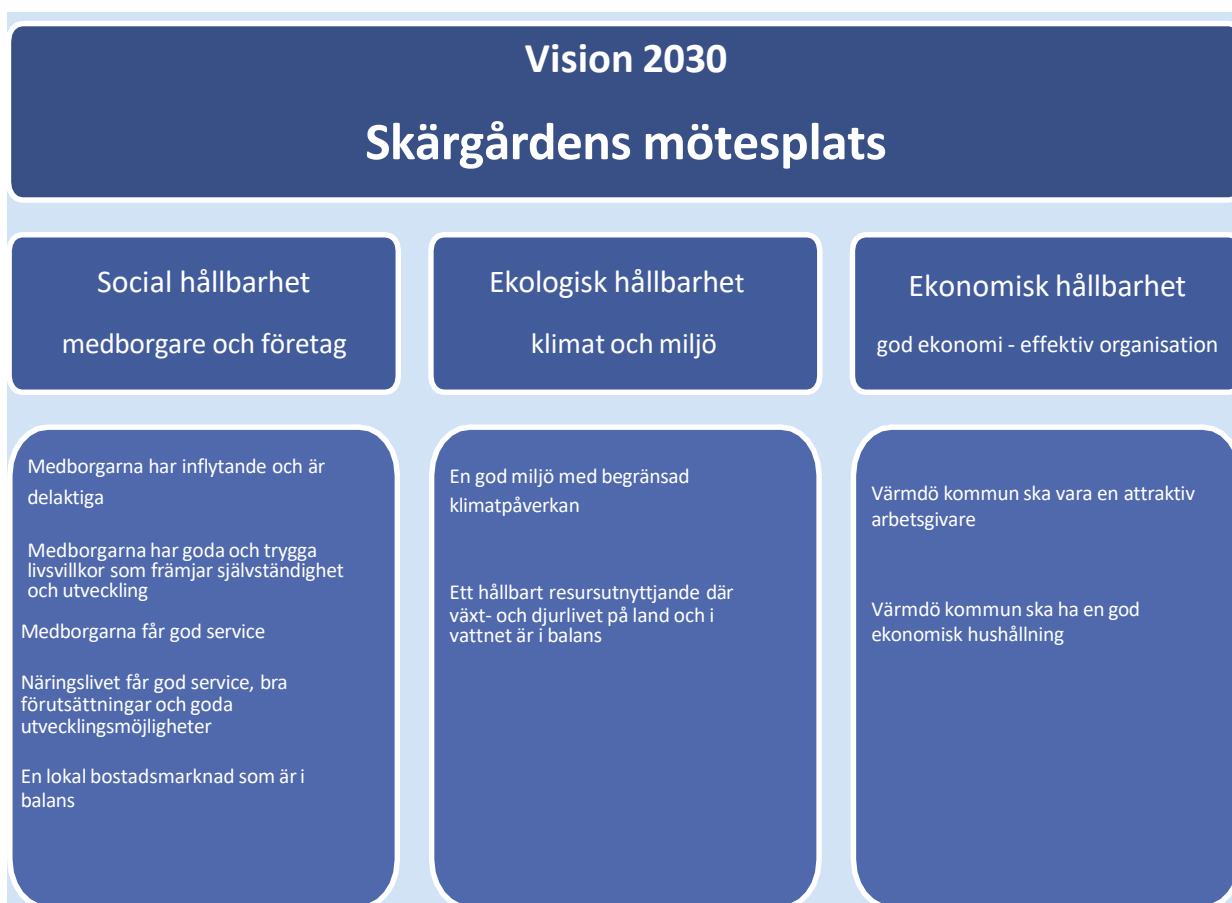 Vision 2030
Skärgårdens mötesplats
Social hållbarhet
medborgare och företag
Ekologisk hållbarhet
klimat och miljö
Ekonomisk hållbarhet
god ekonomi - effektiv organisation
Medborgarna har inflytande och är
delaktiga
Medborgarna har goda och trygga
livsvillkor som främjar självständighet
och utveckling
Medborgarna får god service
Näringslivet får god service, bra
förutsättningar och goda
utvecklingsmöjligheter
En lokal bostadsmarknad som är i
balans
En god miljö med begränsad
klimatpåverkan
Ett hållbart resursutnyttjande där
växt- och djurlivet på land och i
vattnet är i balans
Värmdö kommun ska vara en attraktiv
arbetsgivare
Värmdö kommun ska ha en god
ekonomisk hushållning